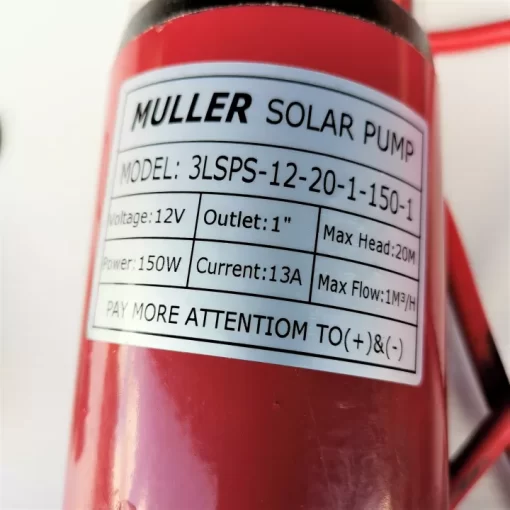 MULLER SOLAR PUMP
MODEL: 3LSPS-12-20-1-150-1
Voltage:12V Outlet:1" Max Head:20M
Power:150W Current:13A Max Flow:1M³/H
PAY MORE ATTENTIOM TO(+)&(-)